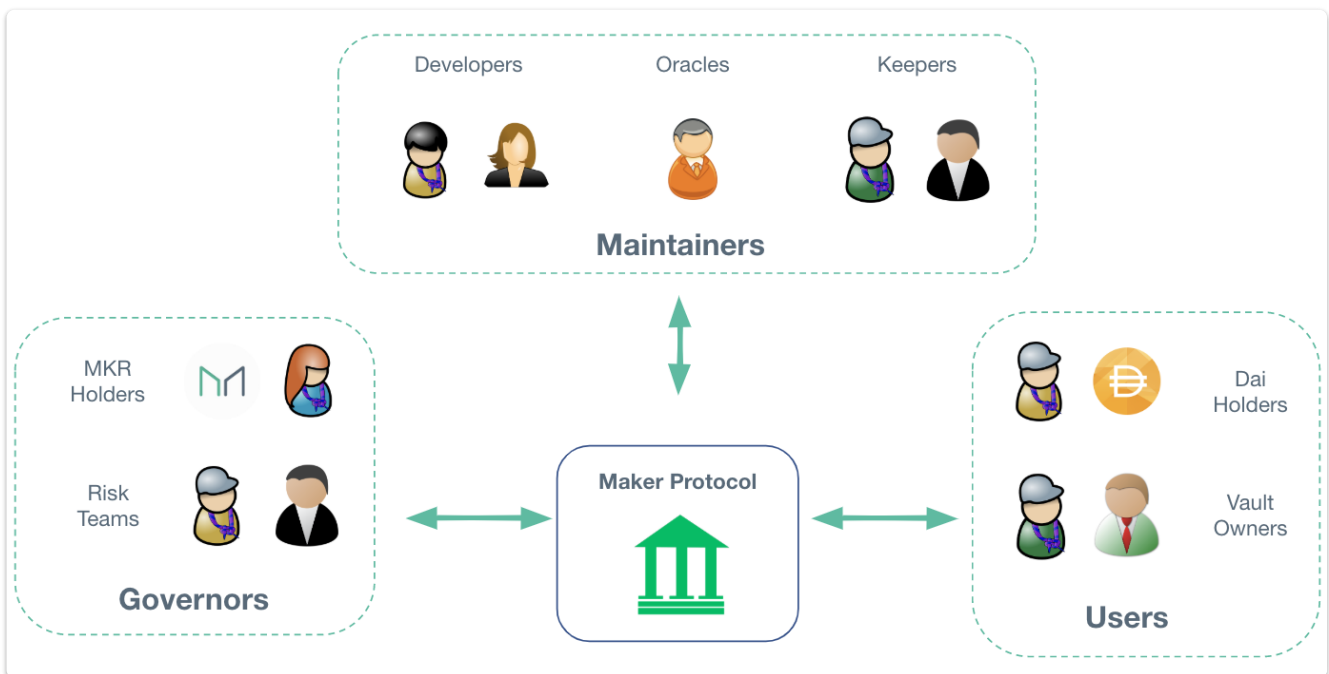 Developers
Oracles
Keepers
Maintainers
MKR
Holders
Risk
Teams
Governors
Maker Protocol
Dai
Holders
Vault
Owners
Users